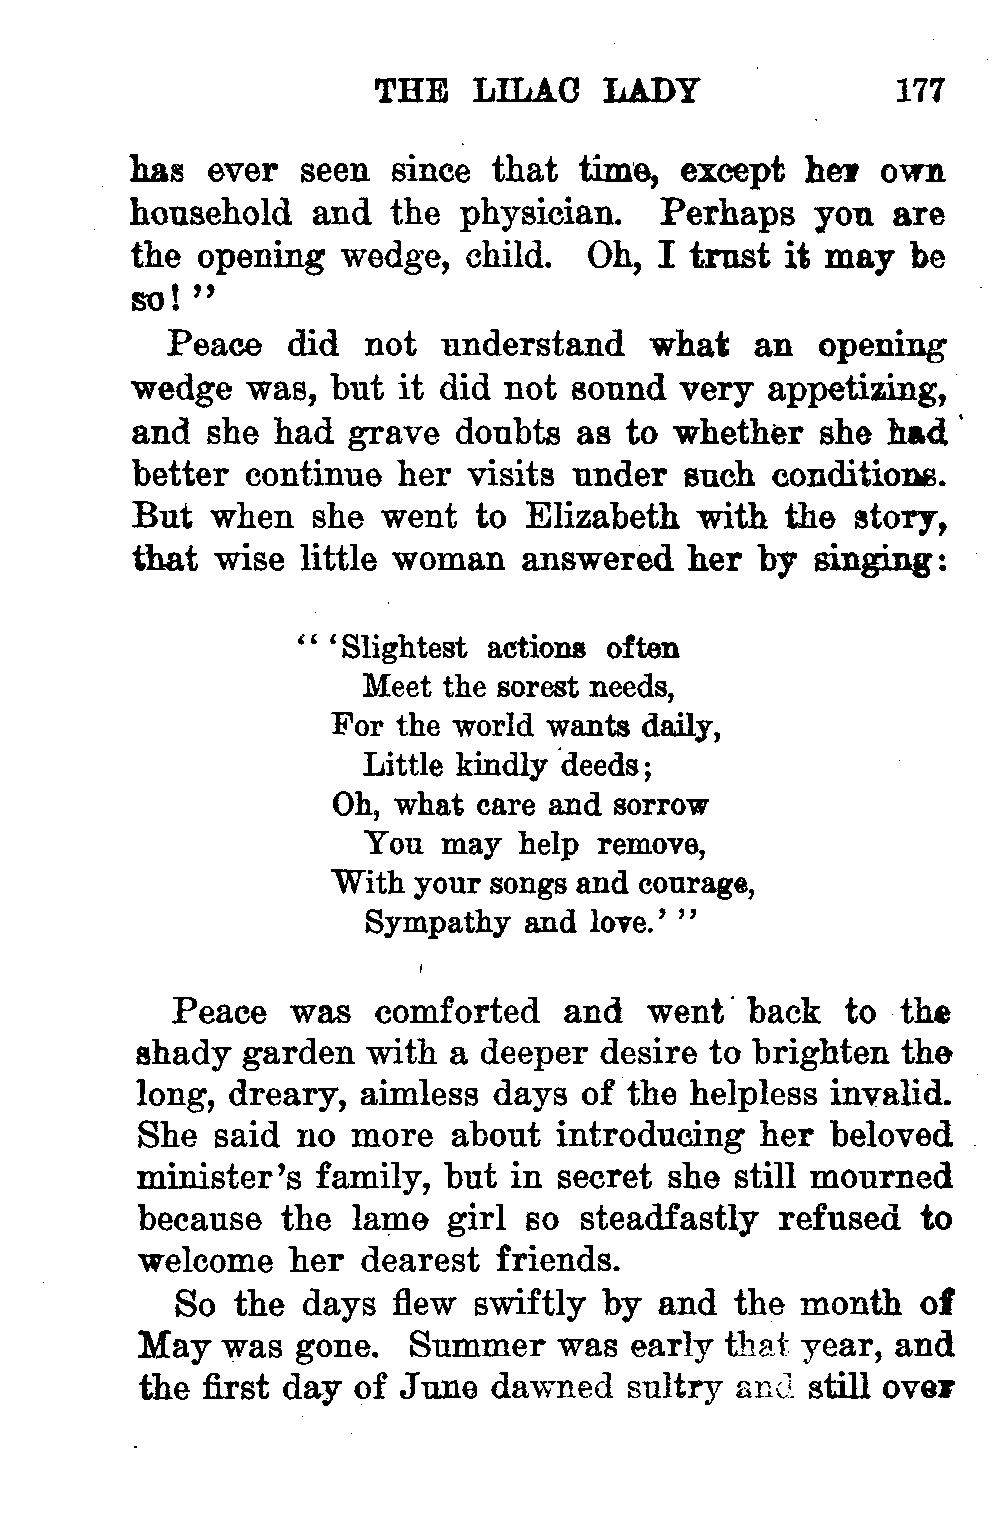 THE LILAC LADY 177
has ever seen since that time, except her own
household and the physician. Perhaps you are
the opening wedge, child. Oh, I trust it may be
so! ”
Peace did not understand what an opening
wedge was, but it did not sound very appetizing,
and she had grave doubts as to whether she had
better continue her visits under such conditions.
But when she went to Elizabeth with the story,
that wise little woman answered her by singing:
“ ‘Slightest actions often
Meet the sorest needs,
For the world wants daily,
Little kindly deeds;
Oh, what care and sorrow
You may help remove,
With your songs and courage,
Sympathy and love.’ ”
Peace was comforted and went back to the
shady garden with a deeper desire to brighten the
long, dreary, aimless days of the helpless invalid.
She said no more about introducing her beloved
minister’s family, but in secret she still mourned
because the lame girl so steadfastly refused to
welcome her dearest friends.
So the days flew swiftly by and the month of
May was gone. Summer was early that year, and
the first day of June dawned sultry and still over